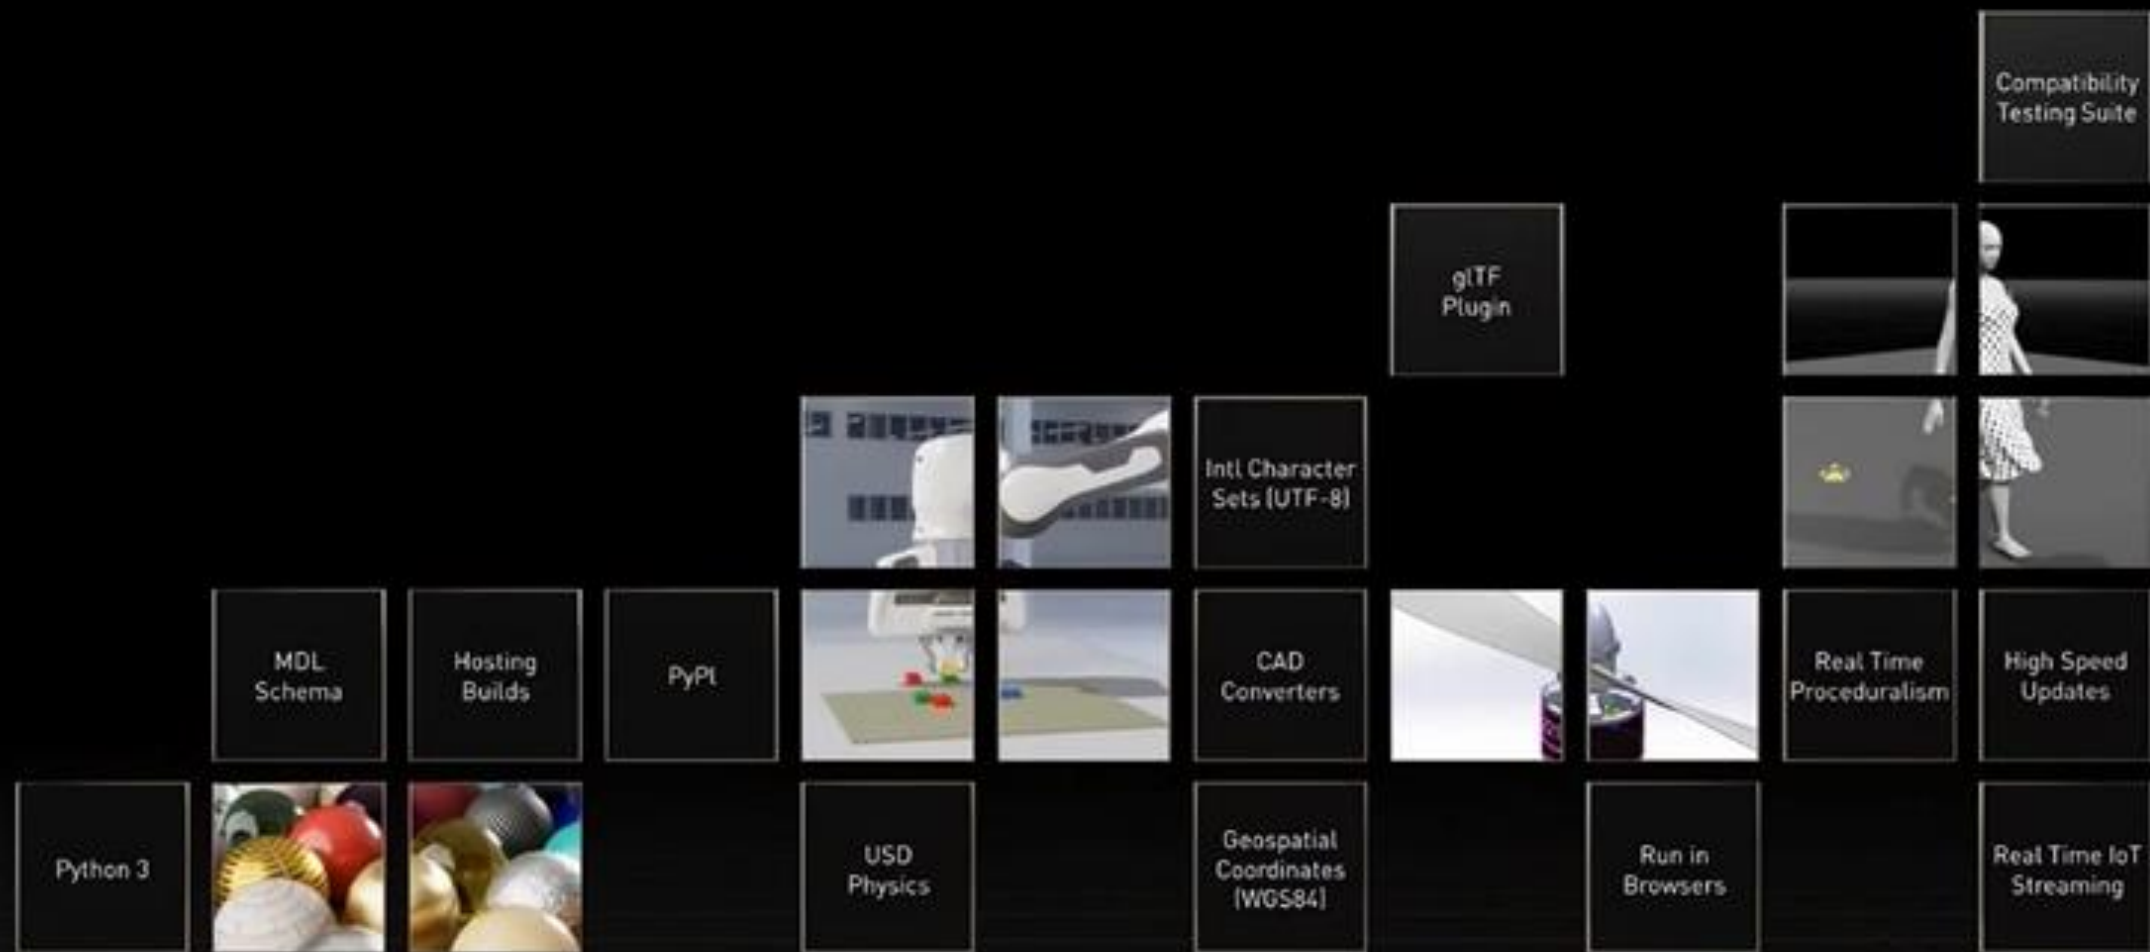 Compatibility
Testing Suite
glTF
Plugin
Intl Character
Sets (UTF-8)
MDL
Schema
Hosting
Builds
PyPl
CAD
Converters
Real Time
Proceduralism
High Speed
Updates
Python 3
USD
Physics
Geospatial
Coordinates
(WGS84)
Run in
Browsers
Real Time IoT
Streaming